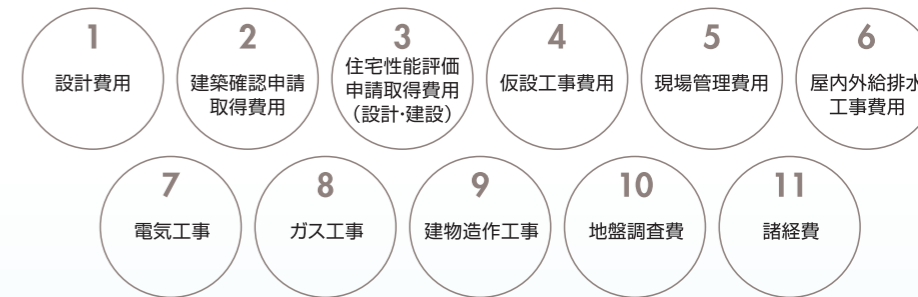 1
設計費用
2
建築確認申請
取得費用
3
住宅性能評価
申請取得費用
（設計・建設）
4
仮設工事費用
5
現場管理費用
6
屋内外給排水
工事費用
7
電気工事
8
ガス工事
9
建物造作工事
10
地盤調査費
11
諸経費